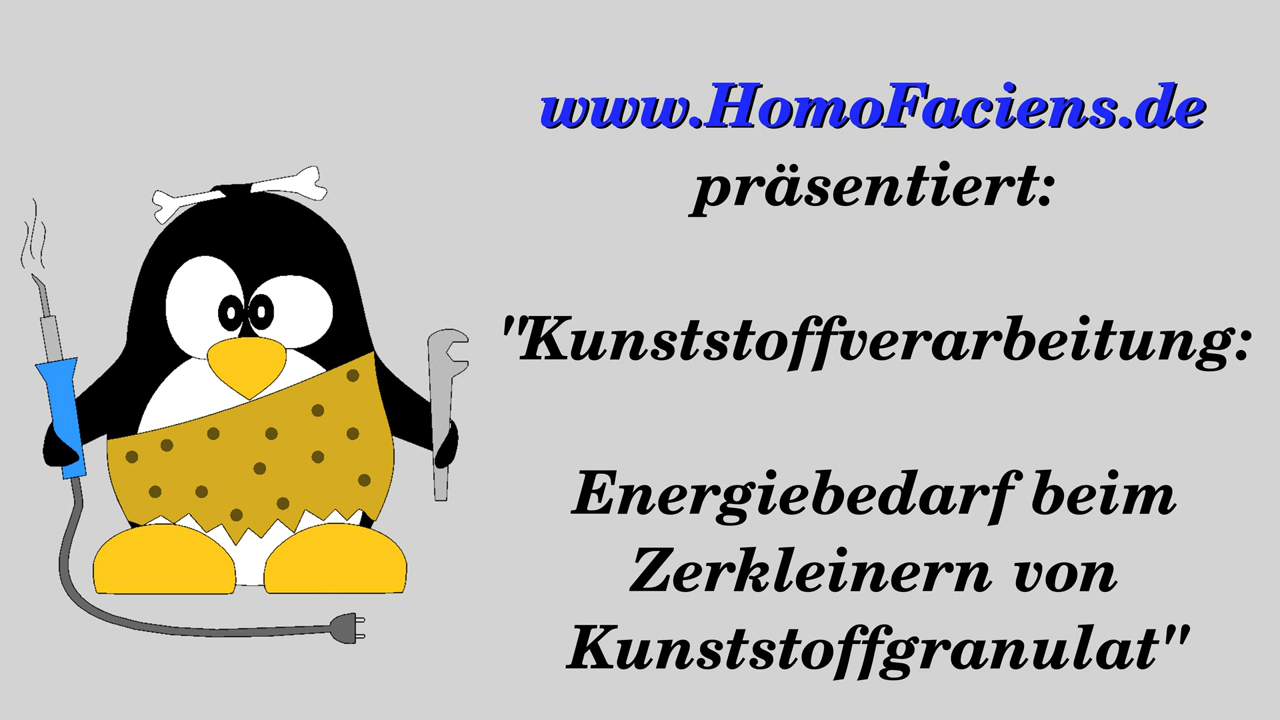 www.HomoFaciens.de
präsentiert:
"Kunststoffverarbeitung:
Energiebedarf beim
Zerkleinern von
Kunststoffgranulat"